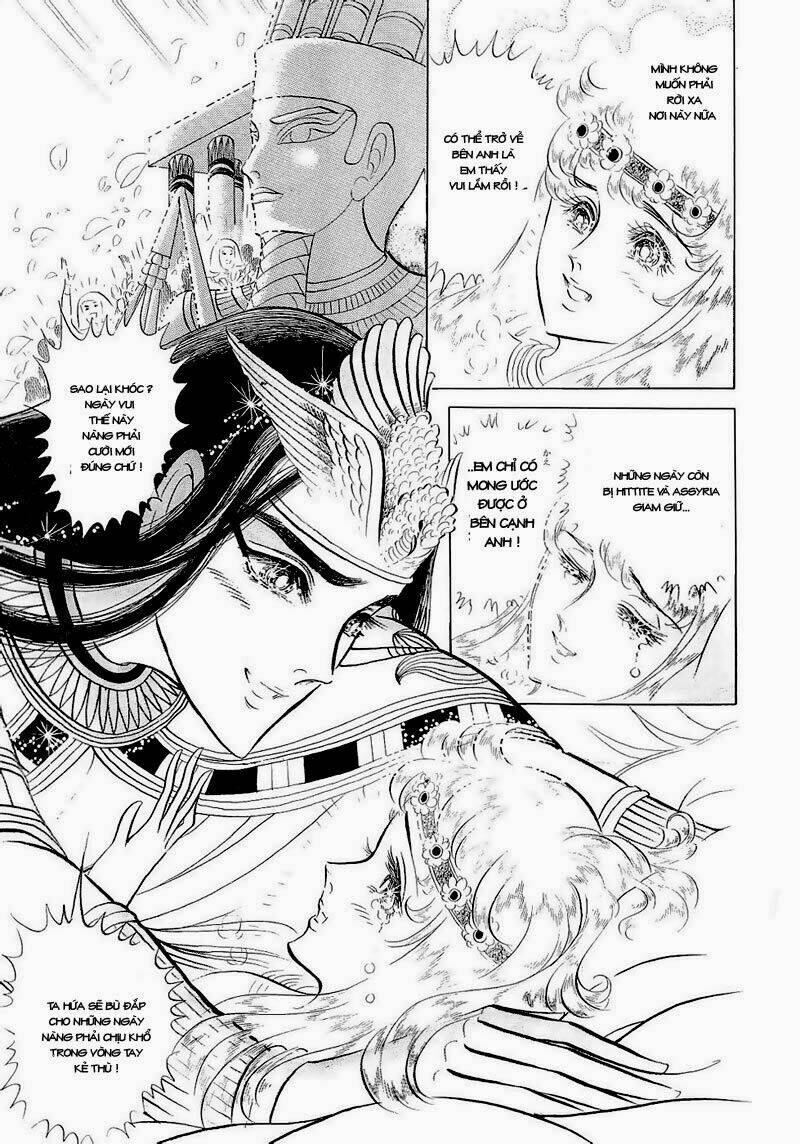 MÌNH KHÔNG
MUỐN PHẢI
RỜI XA
NƠI NÀY NỮA
CÓ THỂ TRỞ VỀ
BÊN ANH LÀ
EM THẤY
VUI LẮM RỒI !
NHỮNG NGÀY CÒN
BỊ HITTITE VÀ ASSYRIA
GIAM GIỮ...
..EM CHỈ CÓ
MONG ƯỚC
ĐƯỢC Ở
BÊN CẠNH
ANH !
SAO LẠI KHÓC ?
NGÀY VUI
THẾ NÀY
NÀNG PHẢI
CƯỜI MỚI
ĐÚNG CHỨ !
TA HỨA SẼ BÙ ĐẮP
CHO NHỮNG NGÀY
NÀNG PHẢI CHỊU KHỔ
TRONG VÒNG TAY
KẺ THÙ !